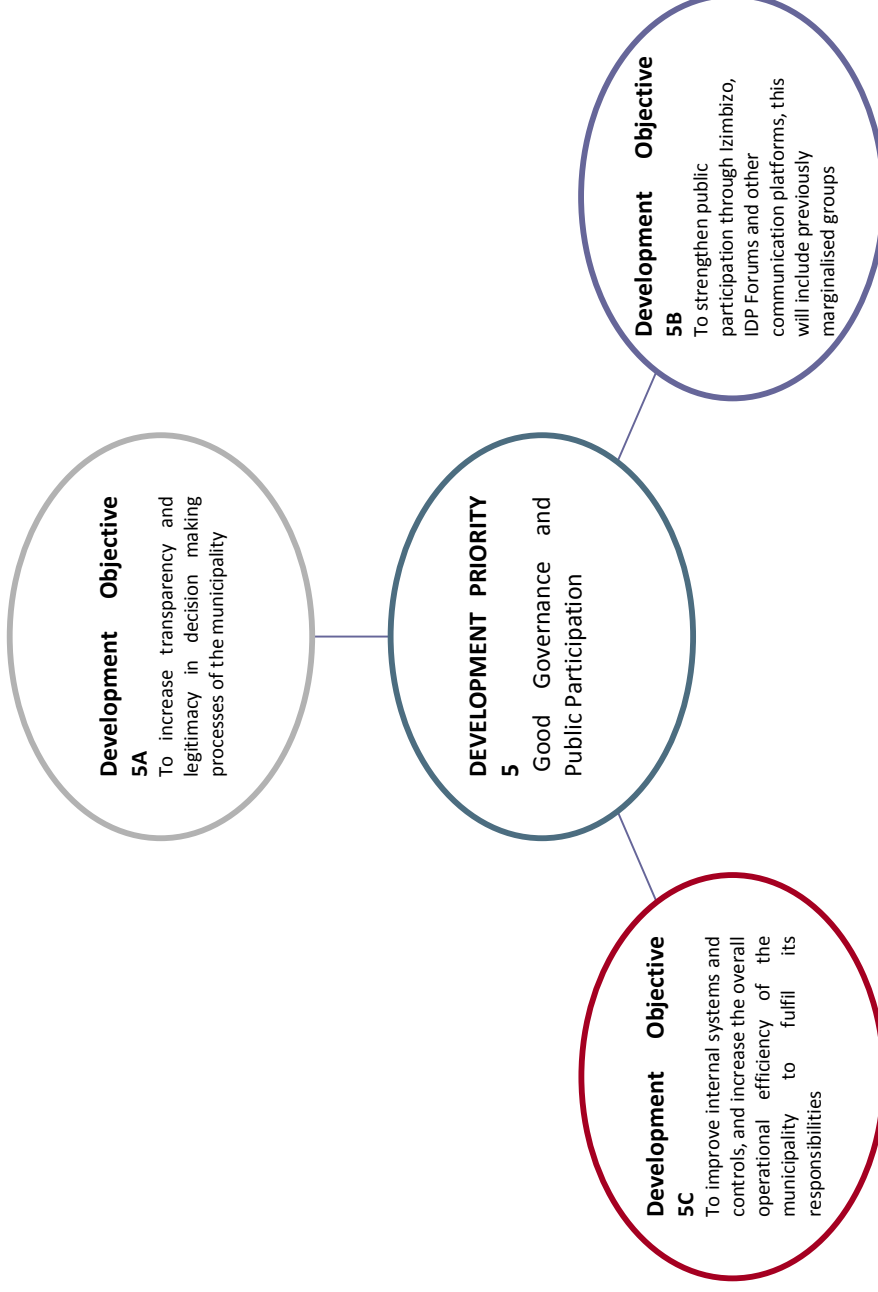 Development Objective
5A
To increase transparency and
legitimacy in decision making
processes of the municipality
DEVELOPMENT PRIORITY
5
Good Governance and
Public Participation
Development Objective
5B
To strengthen public
participation through Izimbizo,
IDP Forums and other
communication platforms, this
will include previously
marginalised groups
Development Objective
5C
To improve internal systems and
controls, and increase the overall
operational efficiency of the
municipality to fulfil its
responsibilities